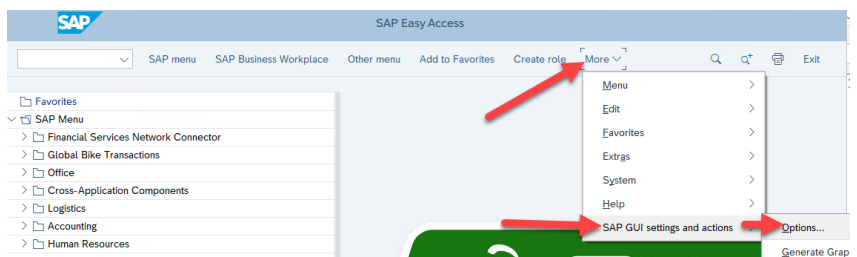 SAP
SAP Easy Access
SAP menu SAP Business Workplace Other menu Add to Favorites Create role More Exit
Menu
Favorites
Edit
SAP Menu
Favorites
Financial Services Network Connector
Extras
Global Bike Transactions
Office
System
Cross-Application Components
Help
Logistics
SAP GUI settings and actions Options...
Accounting
Human Resources
Generate Grap